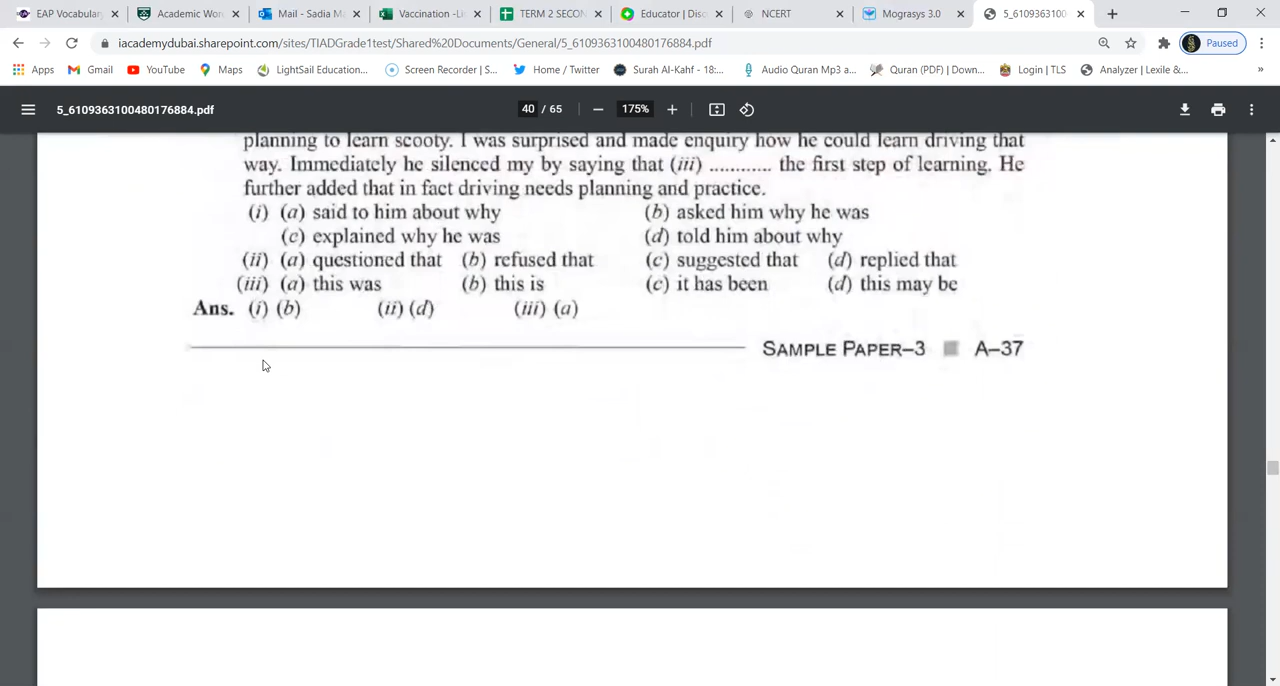 EAP Vocabulary
Academic Wor
Mail - Sadia M
Vaccination -Li
TERM 2 SECON
Educator | Disc
NCERT
Mograsys 3.0
5_6109363100
iacademydubai.sharepoint.com/sites/TIADGrade1test/Shared%20Documents/General/5_6109363100480176884.pdf
Paused
Apps
Gmail
YouTube
Maps
LightSail Education...
Screen Recorder | S...
Home / Twitter
Surah Al-Kahf - 18:...
Audio Quran Mp3 a...
Quran (PDF) | Down...
Login | TLS
Analyzer | Lexile &...
»
5_6109363100480176884.pdf
40 / 65
175%
planning to learn scooty. I was surprised and made enquiry how he could learn driving that
way. Immediately he silenced my by saying that (iii) ............ the first step of learning. He
further added that in fact driving needs planning and practice.
(i) (a) said to him about why (b) asked him why he was
(c) explained why he was (d) told him about why
(ii) (a) questioned that (b) refused that (c) suggested that (d) replied that
(iii) (a) this was (b) this is (c) it has been (d) this may be
Ans. (i) (b) (ii) (d) (iii) (a)
SAMPLE PAPER–3 A–37